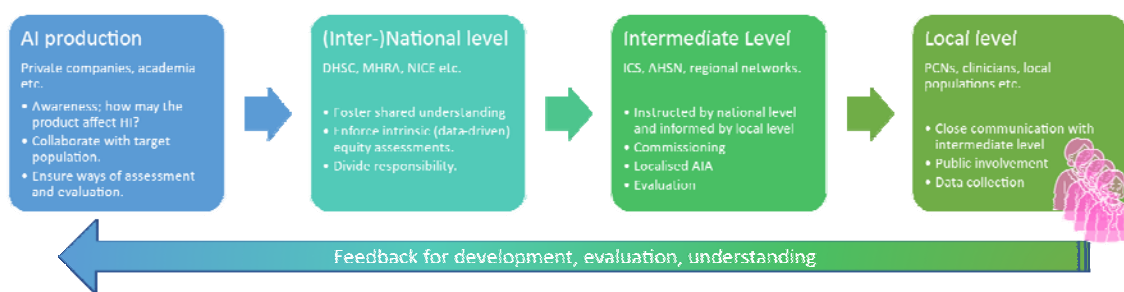 AI production
Private companies, academia
etc.
• Awareness; how may the
product affect HI?
• Collaborate with target
population.
• Ensure ways of assessment
and evaluation.
(Inter-)National level
DHSC, MHRA, NICE etc.
• Foster shared understanding
• Enforce intrinsic (data-driven)
equity assessments.
• Divide responsibility.
Intermediate Level
ICS, AHSN, regional networks.
• Instructed by national level
and informed by local level
• Commissioning
• Localised AIA
• Evaluation
Local level
PCNs, clinicians, local
populations etc.
• Close communication with
intermediate level
• Public involvement
• Data collection
Feedback for development, evaluation, understanding